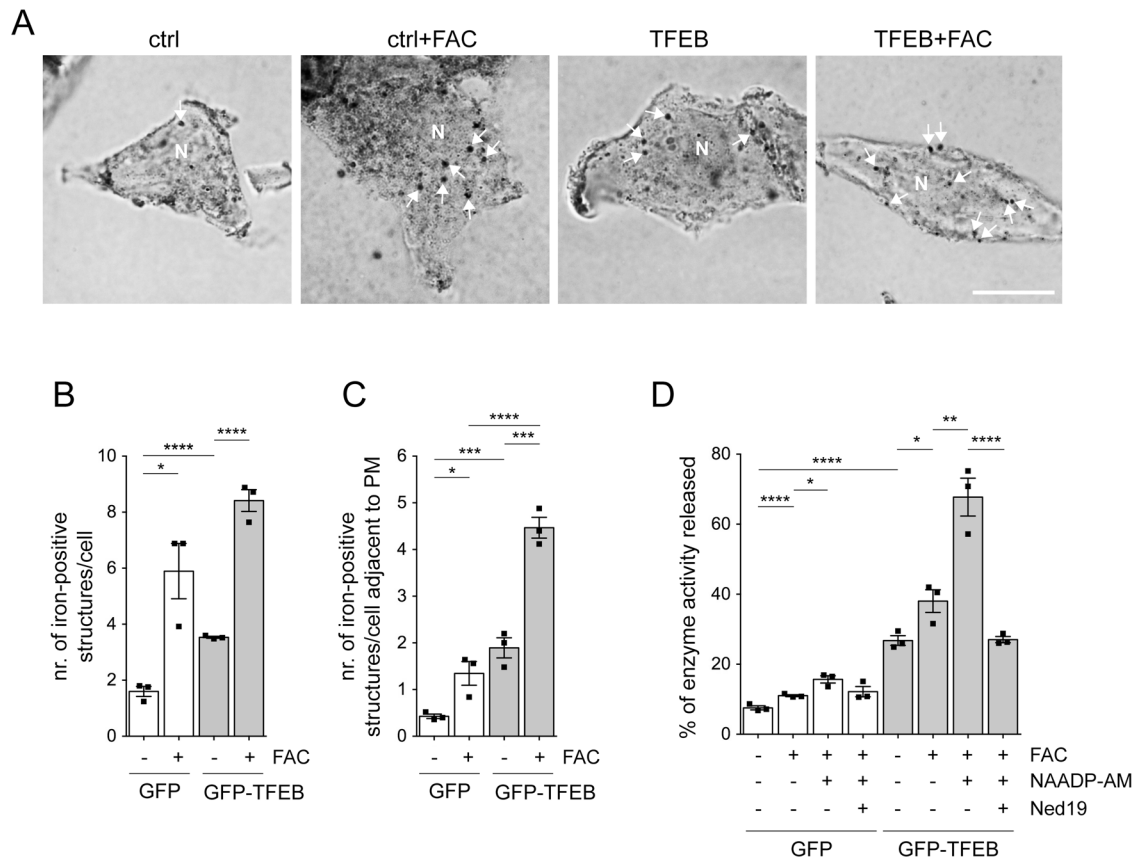 A
ctrl
ctrl+FAC
TFEB
TFEB+FAC
N
N
N
N
B
nr. of iron-positive
structures/cell
10
8
6
4
2
0
****
*
****
- + - + FAC
GFP GFP-TFEB
C
nr. of iron-positive
structures/cell adjacent to PM
6
5
4
3
2
1
0
****
***
***
*
- + - + FAC
GFP GFP-TFEB
D
% of enzyme activity released
80
60
40
20
0
**
*
****
****
****
*
- + + + - + + + FAC
- - + + - - + + NAADP-AM
- - - + - - - + Ned19
GFP GFP-TFEB